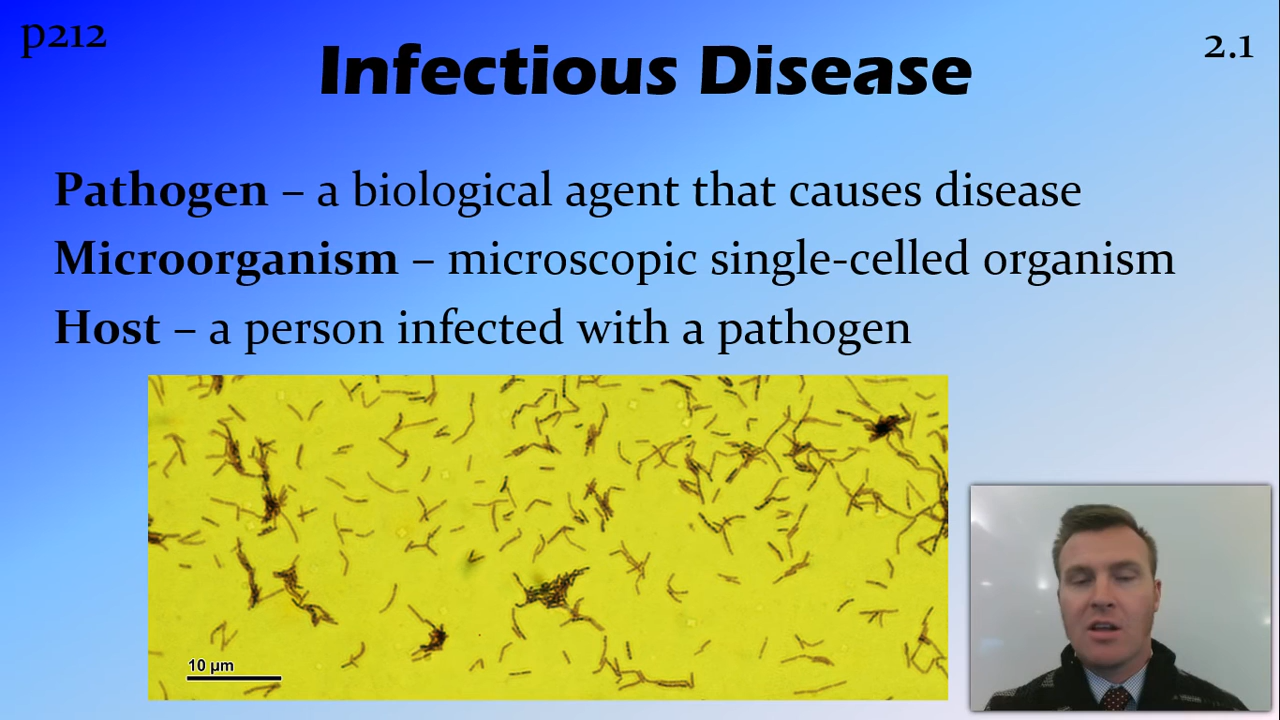 p212
2.1
Infectious Disease
Pathogen – a biological agent that causes disease
Microorganism – microscopic single-celled organism
Host – a person infected with a pathogen
10 µm